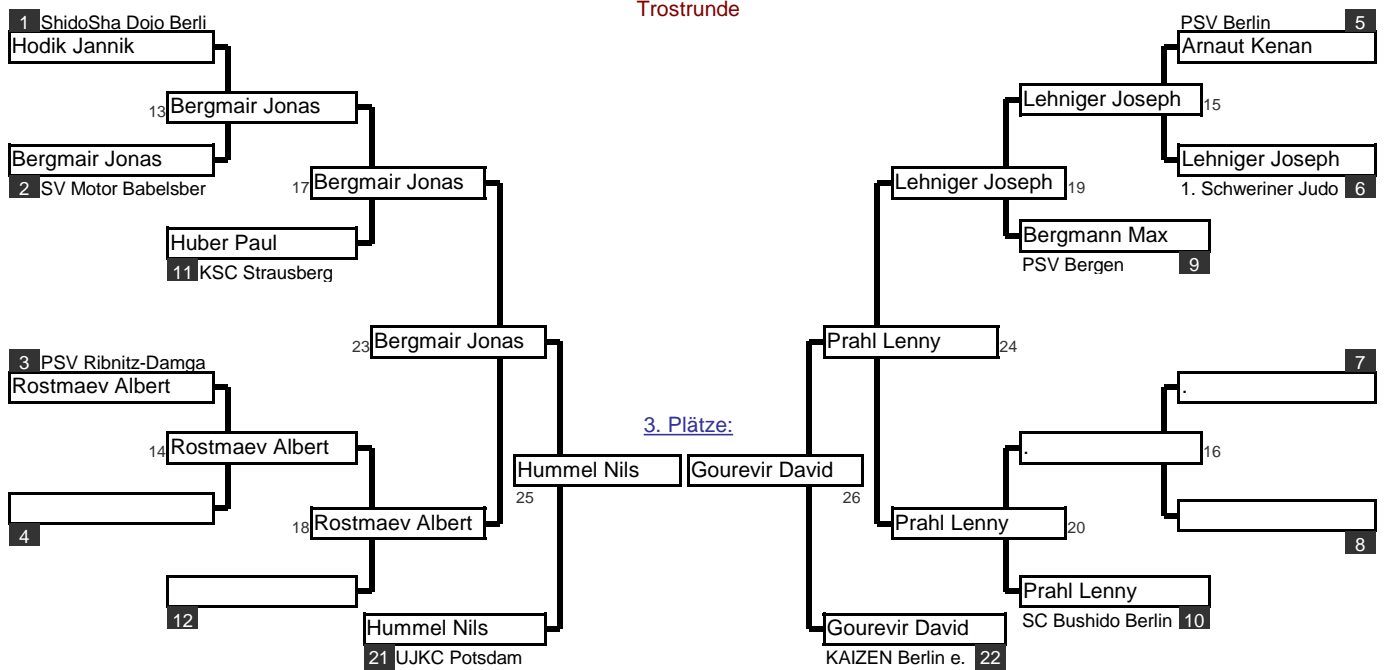 Trostrunde
1 ShidoSha Dojo Berli
Hodik Jannik
PSV Berlin 5
Arnaut Kenan
13 Bergmair Jonas
Lehniger Joseph 15
Bergmair Jonas
2 SV Motor Babelsber
Lehniger Joseph
1. Schweriner Judo 6
17 Bergmair Jonas
Lehniger Joseph 19
Huber Paul
11 KSC Strausberg
Bergmann Max
PSV Bergen 9
23 Bergmair Jonas
Prahl Lenny 24
3 PSV Ribnitz-Damga
Rostmaev Albert
7
.
3. Plätze:
14 Rostmaev Albert
. 16
Hummel Nils
25
Gourevir David
26
4
8
18 Rostmaev Albert
Prahl Lenny 20
12
Prahl Lenny
SC Bushido Berlin 10
Hummel Nils
21 UJKC Potsdam
Gourevir David
KAIZEN Berlin e. 22